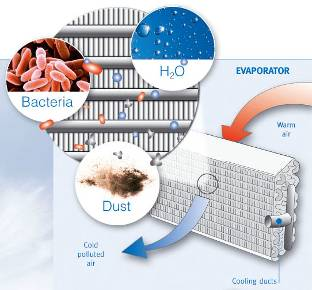 H₂O
EVAPORATOR
Bacteria
Warm
air
Dust
Cold
polluted
air
Cooling ducts